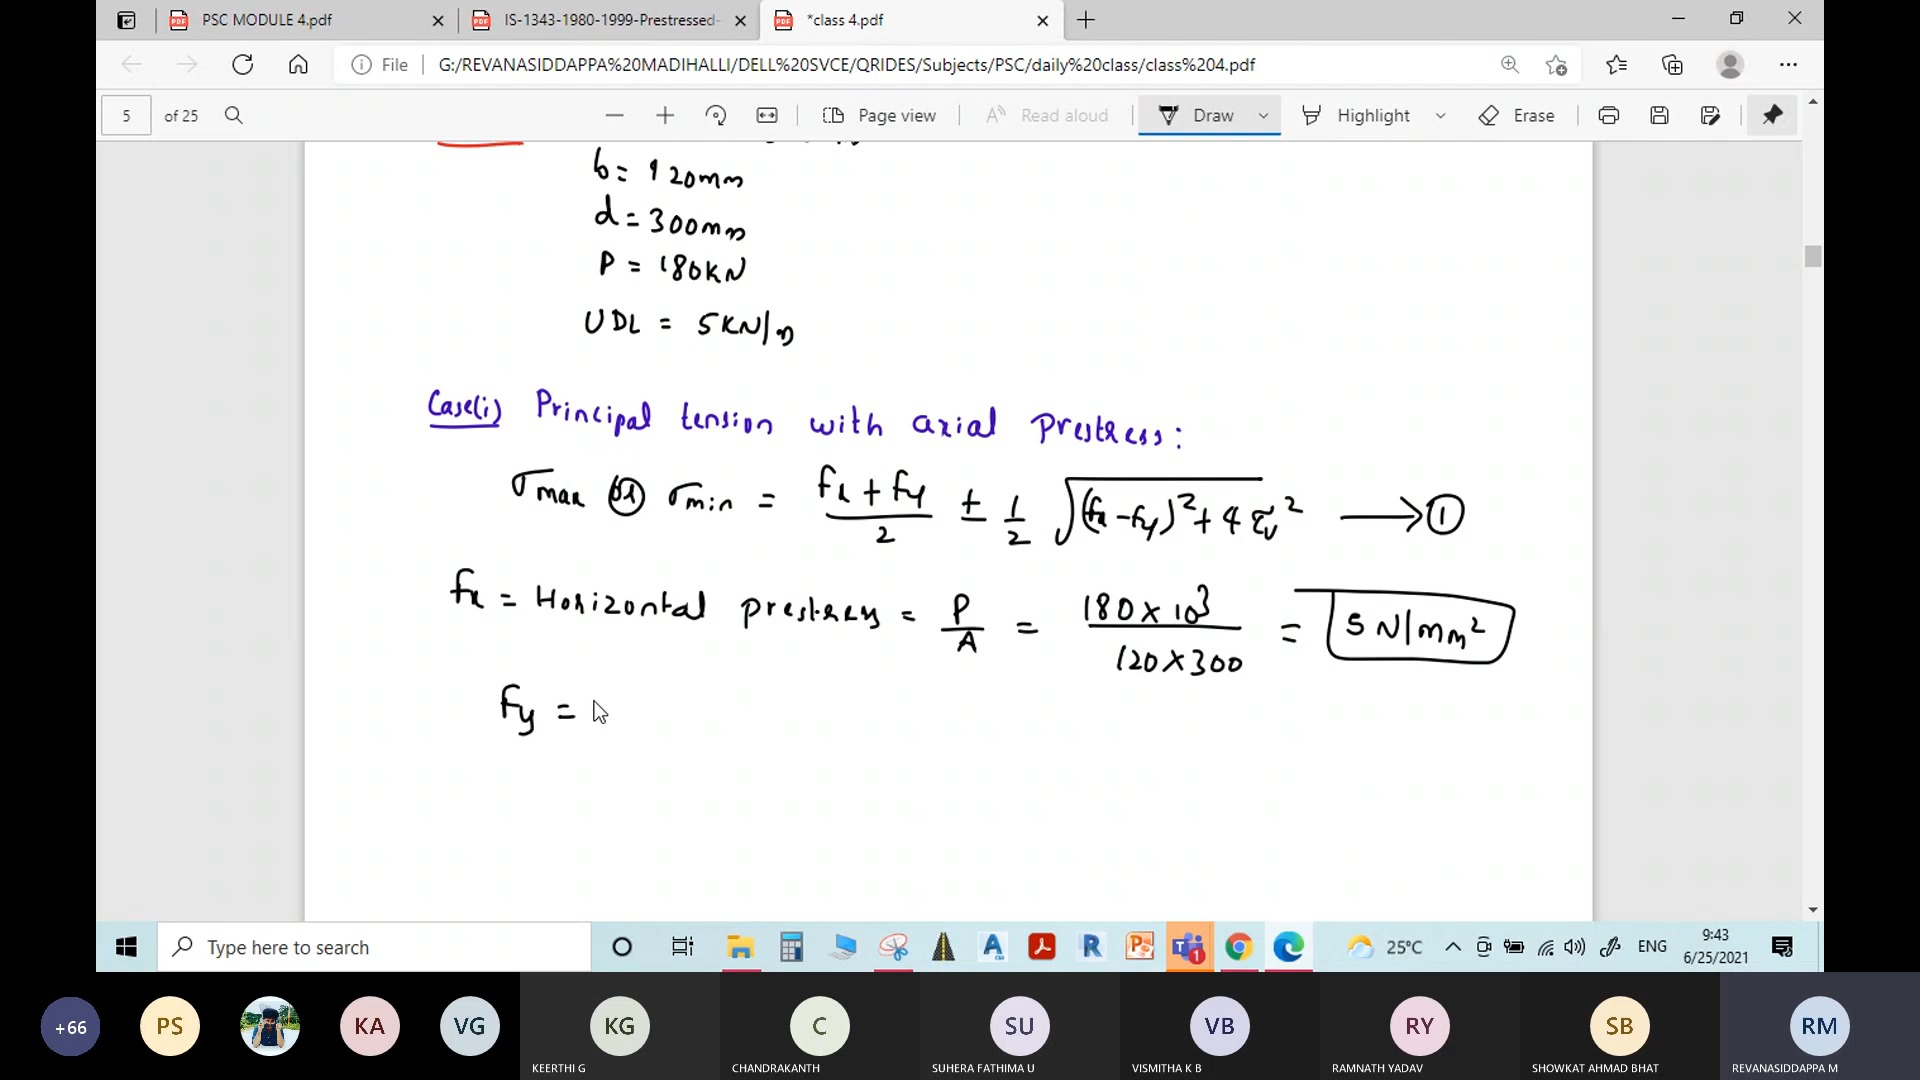 PSC MODULE 4.pdf
IS-1343-1980-1999-Prestressed-
*class 4.pdf
File
G:/REVANASIDDAPPA%20MADIHALLI/DELL%20SVCE/QRIDES/Subjects/PSC/daily%20class/class%204.pdf
5 of 25
Page view
Read aloud
Draw
Highlight
Erase
b = 120mm
d = 300mm
P = 180KN
UDL = 5KN/m
Case(i) Principal tension with axial Prestress:
σmax or σmin = fx + fy / 2 ± 1/2 √(fx - fy)² + 4 τv² → ①
fx = Horizontal prestress = P/A = 180 x 10³ / 120 x 300 = 5 N/mm²
fy =
Type here to search
25°C
ENG
9:43
6/25/2021
+66
PS
KA
VG
KG
C
SU
VB
RY
SB
RM
KEERTHI G
CHANDRAKANTH
SUHERA FATHIMA U
VISMITHA K B
RAMNATH YADAV
SHOWKAT AHMAD BHAT
REVANASIDDAPPA M